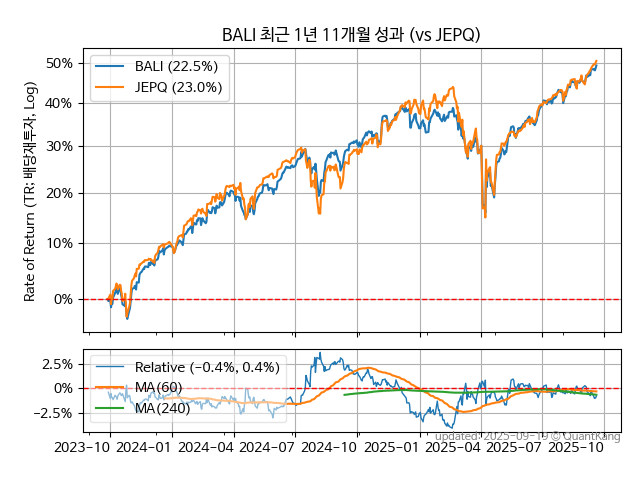 BALI 최근 1년 11개월 성과 (vs JEPQ)
Rate of Return (TR: 배당재투자, Log)
50%
40%
30%
20%
10%
0%
BALI (22.5%)
JEPQ (23.0%)
2.5%
0%
−2.5%
Relative (−0.4%, 0.4%)
MA(60)
MA(240)
2023-10
2024-01
2024-04
2024-07
2024-10
2025-01
2025-04
2025-07
2025-10
updated: 2025-09-19 © QuantKang